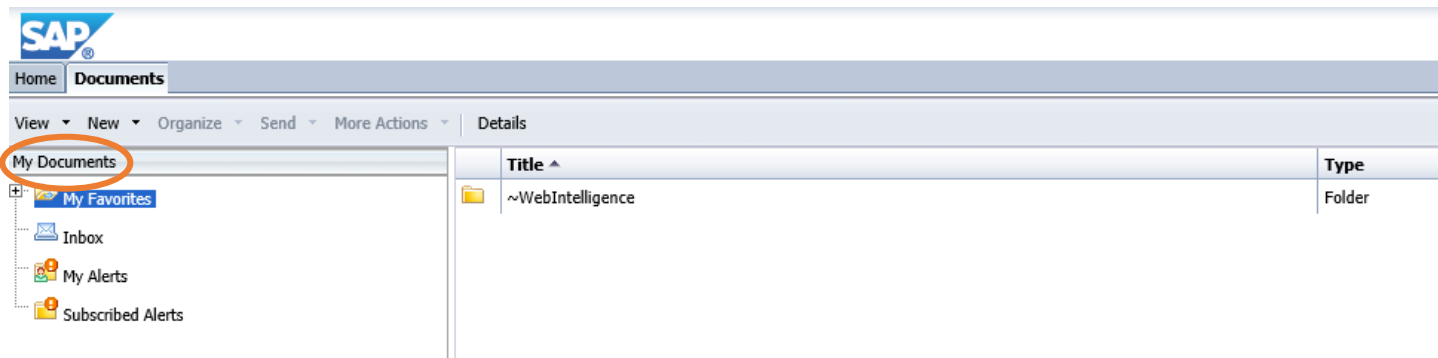 SAP®
Home Documents
View New Organize Send More Actions Details
My Documents Title Type
My Favorites ~WebIntelligence Folder
Inbox
My Alerts
Subscribed Alerts